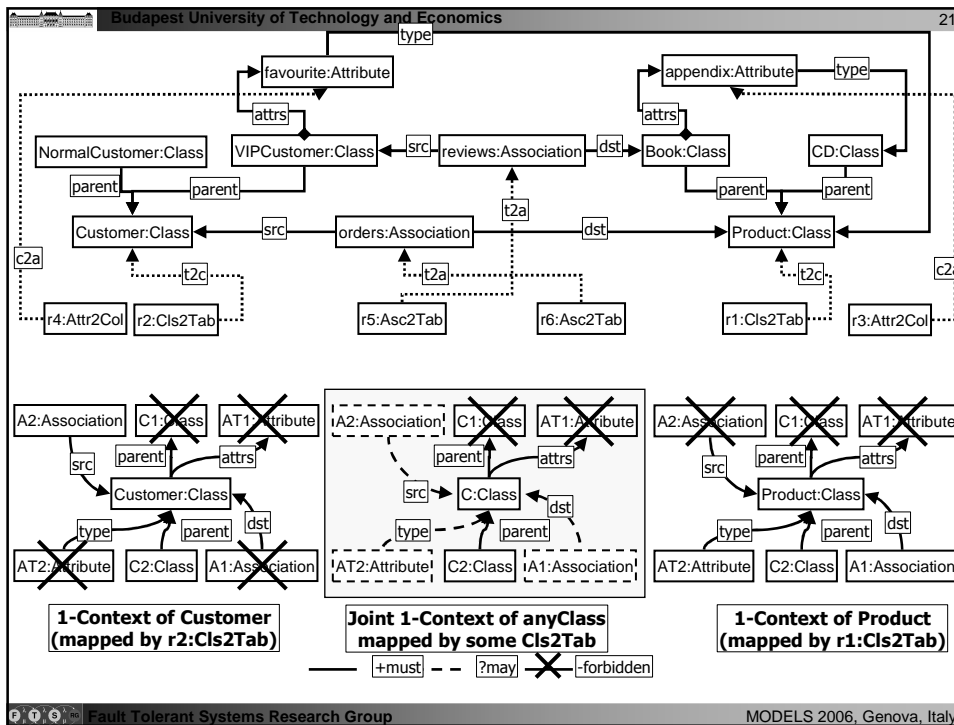 Budapest University of Technology and Economics
21
type
favourite:Attribute
appendix:Attribute
type
attrs
attrs
NormalCustomer:Class
VIPCustomer:Class
src
reviews:Association
dst
Book:Class
CD:Class
parent
parent
t2a
parent
parent
Customer:Class
src
orders:Association
dst
Product:Class
c2a
t2c
t2a
t2c
c2a
r4:Attr2Col
r2:Cls2Tab
r5:Asc2Tab
r6:Asc2Tab
r1:Cls2Tab
r3:Attr2Col
A2:Association
C1:Class
AT1:Attribute
A2:Association
C1:Class
AT1:Attribute
A2:Association
C1:Class
AT1:Attribute
src
parent
attrs
src
parent
attrs
src
parent
attrs
Customer:Class
C:Class
Product:Class
type
parent
dst
type
parent
dst
type
parent
dst
AT2:Attribute
C2:Class
A1:Association
AT2:Attribute
C2:Class
A1:Association
AT2:Attribute
C2:Class
A1:Association
1-Context of Customer
(mapped by r2:Cls2Tab)
Joint 1-Context of anyClass
mapped by some Cls2Tab
1-Context of Product
(mapped by r1:Cls2Tab)
+must
?may
-forbidden
F T S RG
Fault Tolerant Systems Research Group
MODELS 2006, Genova, Italy